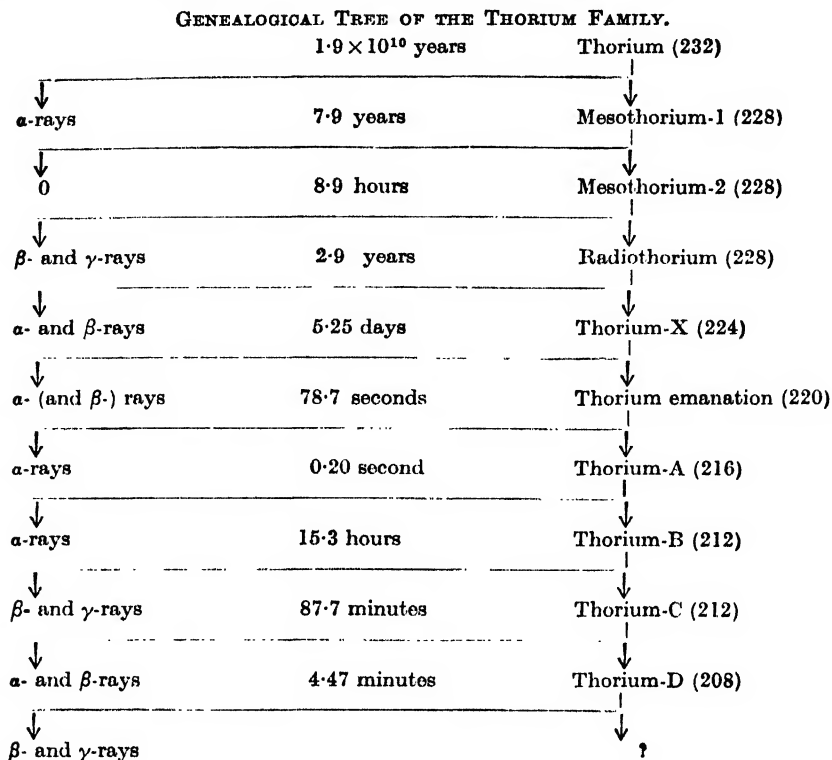 GENEALOGICAL TREE OF THE THORIUM FAMILY.
1·9 × 10¹⁰ years Thorium (232)
α-rays 7·9 years Mesothorium-1 (228)
0 8·9 hours Mesothorium-2 (228)
β- and γ-rays 2·9 years Radiothorium (228)
α- and β-rays 5·25 days Thorium-X (224)
α- (and β-) rays 78·7 seconds Thorium emanation (220)
α-rays 0·20 second Thorium-A (216)
α-rays 15·3 hours Thorium-B (212)
β- and γ-rays 87·7 minutes Thorium-C (212)
α- and β-rays 4·47 minutes Thorium-D (208)
β- and γ-rays ?